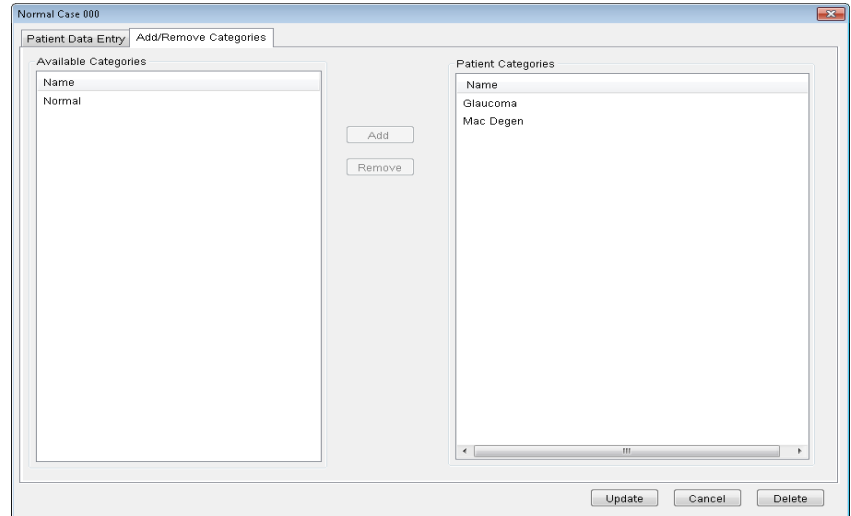 Normal Case 000
Patient Data Entry
Add/Remove Categories
Available Categories
Name
Normal
Add
Remove
Patient Categories
Name
Glaucoma
Mac Degen
Update
Cancel
Delete